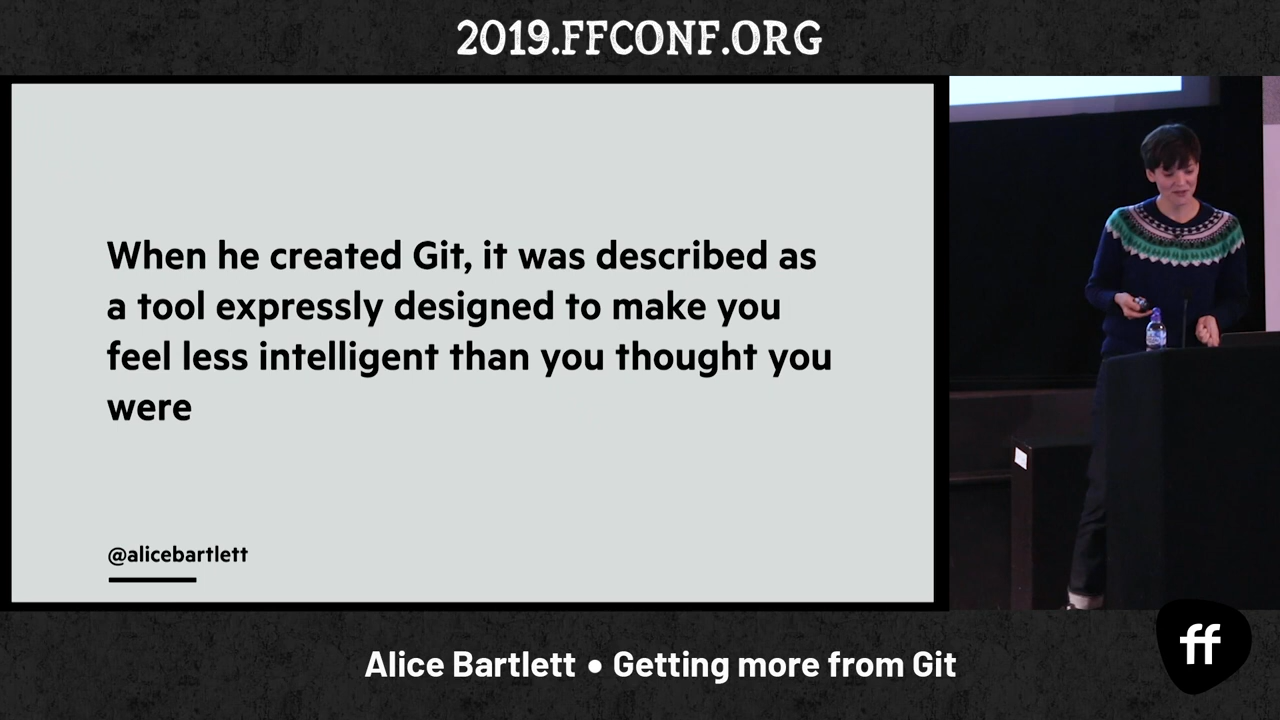 2019.FFCONF.ORG
When he created Git, it was described as
a tool expressly designed to make you
feel less intelligent than you thought you
were
@alicebartlett
Alice Bartlett • Getting more from Git
ff